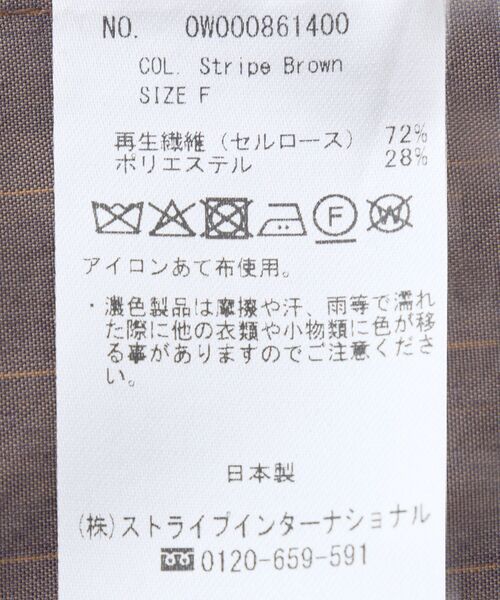 NO. OW000861400
COL. Stripe Brown
SIZE F
再生繊維(セルロース) 72%
ポリエステル 28%
F W
アイロンあて布使用。
・濃色製品は摩擦や汗、雨等で濡れ
た際に他の衣類や小物類に色が移
る事がありますのでご注意くださ
い。
日本製
(株)ストライプインターナショナル
0120-659-591